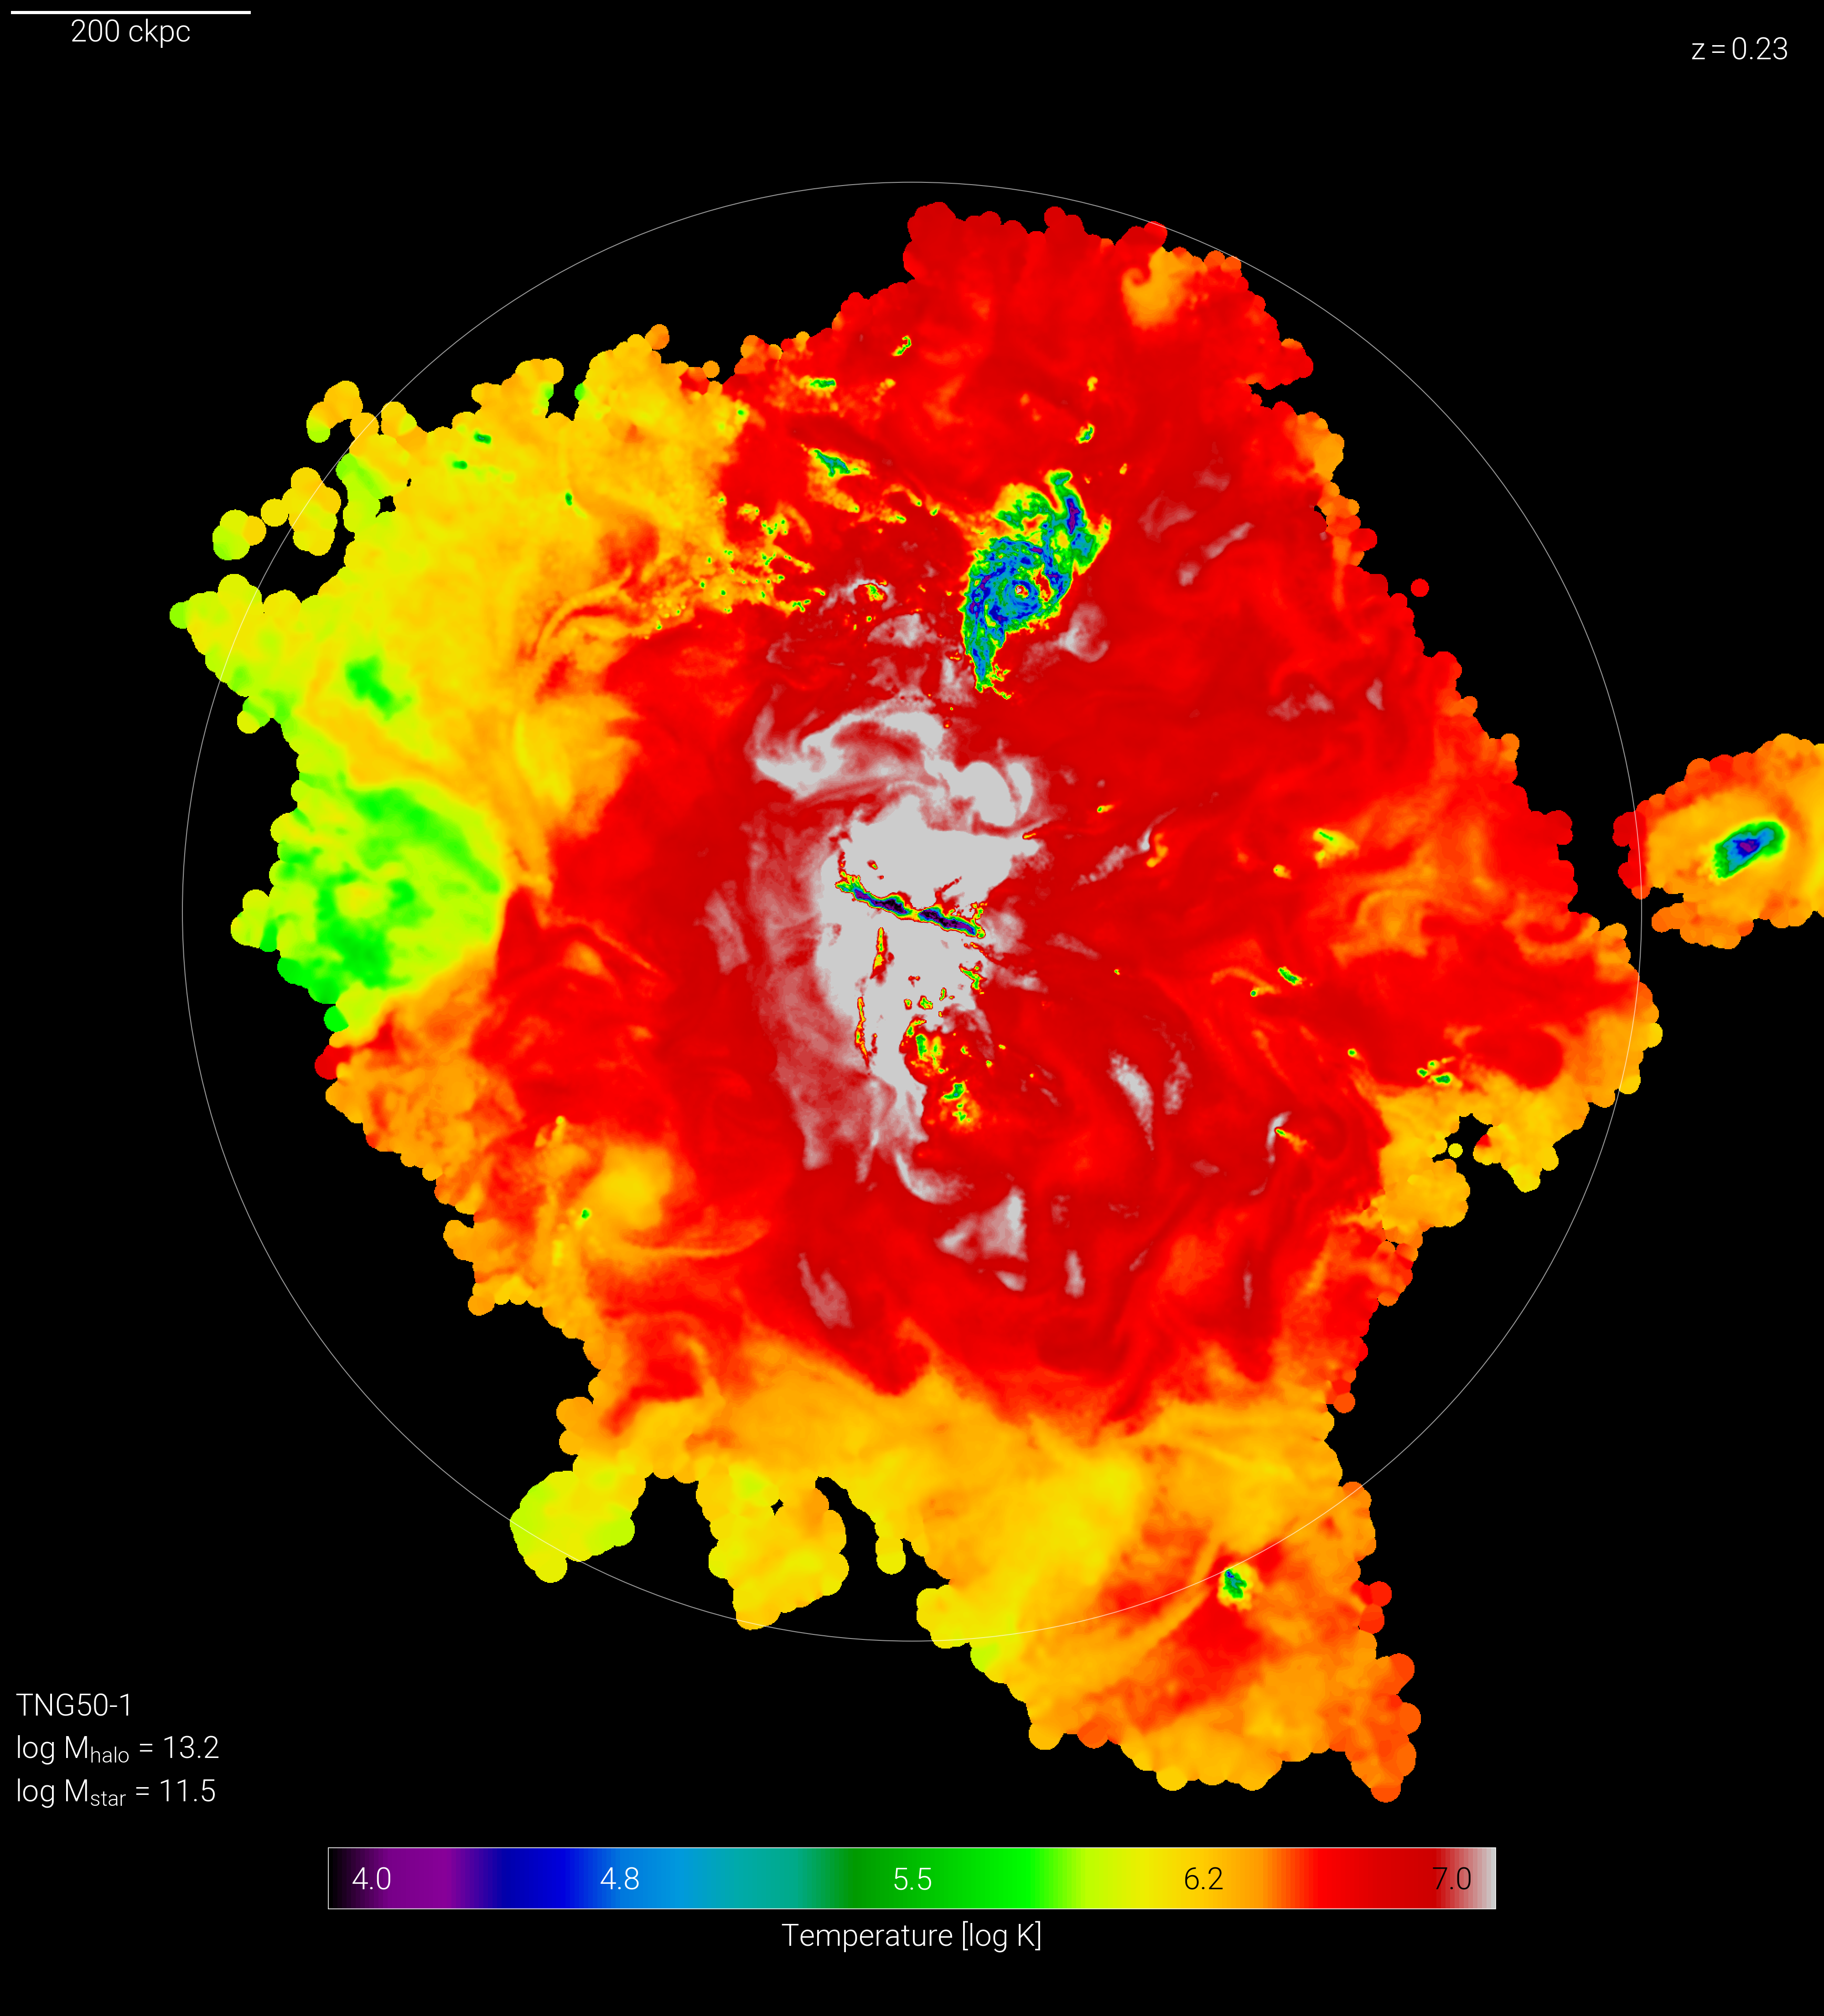 200 ckpc
z = 0.23
TNG50-1
log Mhalo = 13.2
log Mstar = 11.5
4.0 4.8 5.5 6.2 7.0
Temperature [log K]